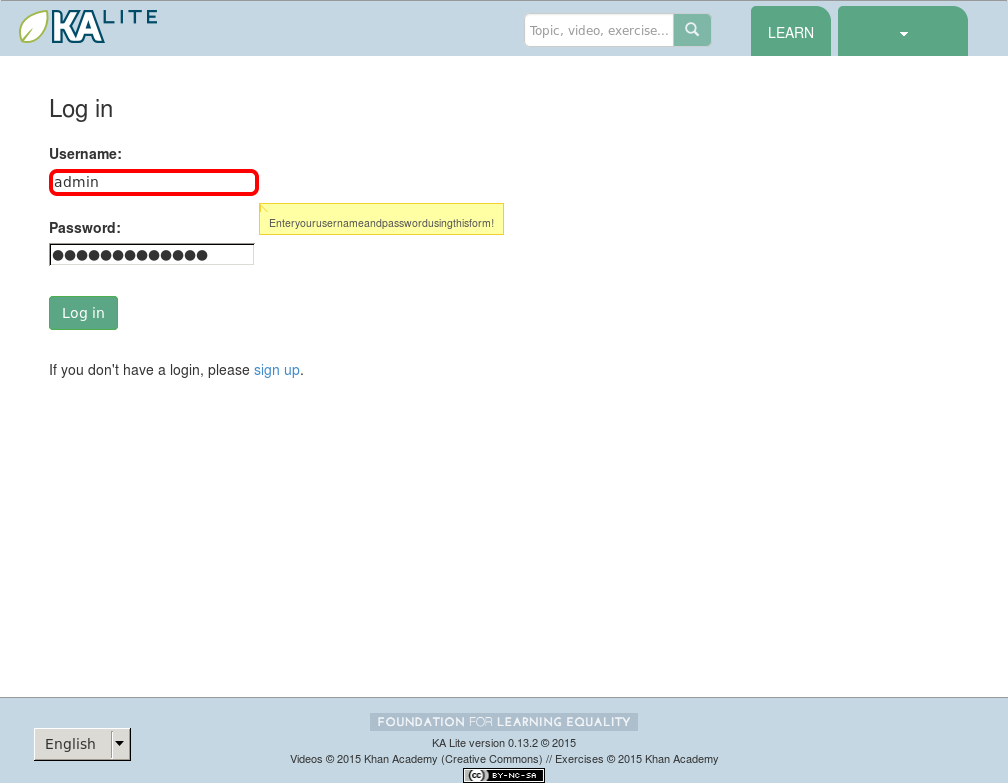 KA LITE
Topic, video, exercise...
LEARN
Log in
Username:
admin
Enteryourusernameandpasswordusingthisform!
Password:
●●●●●●●●●●●●●
Log in
If you don't have a login, please sign up.
English
FOUNDATION FOR LEARNING EQUALITY
KA Lite version 0.13.2 © 2015
Videos © 2015 Khan Academy (Creative Commons) // Exercises © 2015 Khan Academy
cc BY-NC-SA